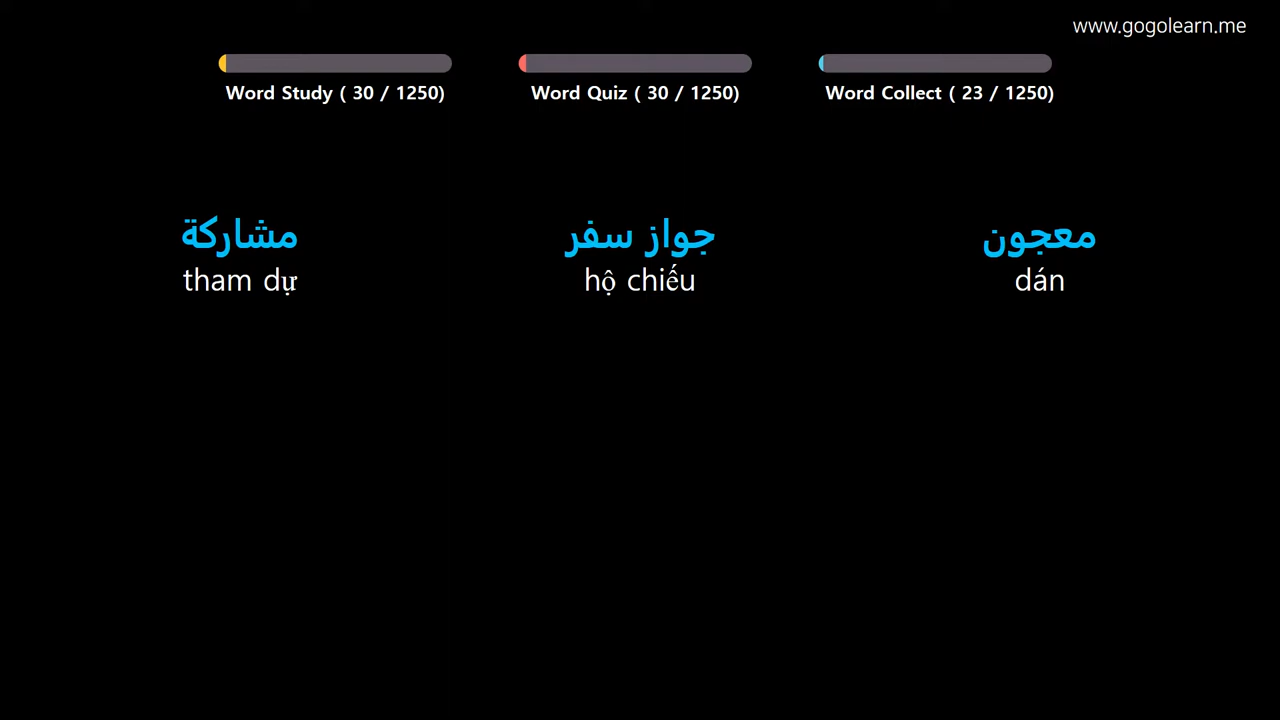 www.gogolearn.me
Word Study ( 30 / 1250)
Word Quiz ( 30 / 1250)
Word Collect ( 23 / 1250)
مشاركة
tham dự
جواز سفر
hộ chiếu
معجون
dán